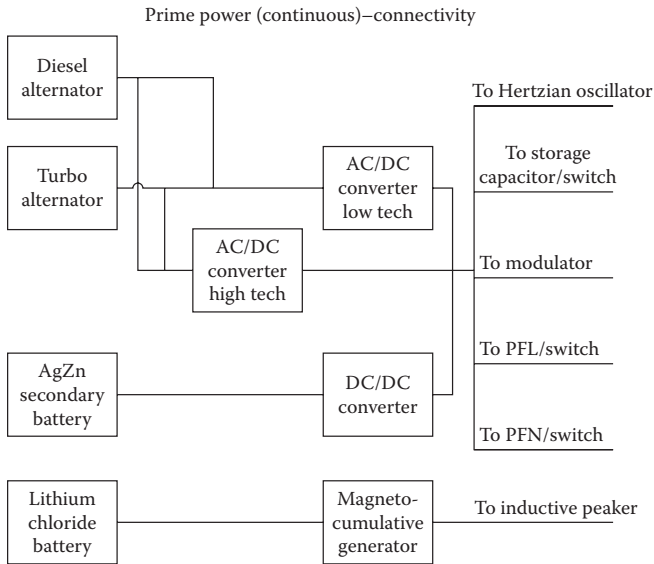 Prime power (continuous)–connectivity
Diesel
alternator
To Hertzian oscillator
Turbo
alternator
AC/DC
converter
low tech
To storage
capacitor/switch
AC/DC
converter
high tech
To modulator
AgZn
secondary
battery
DC/DC
converter
To PFL/switch
To PFN/switch
Lithium
chloride
battery
Magneto-
cumulative
generator
To inductive peaker